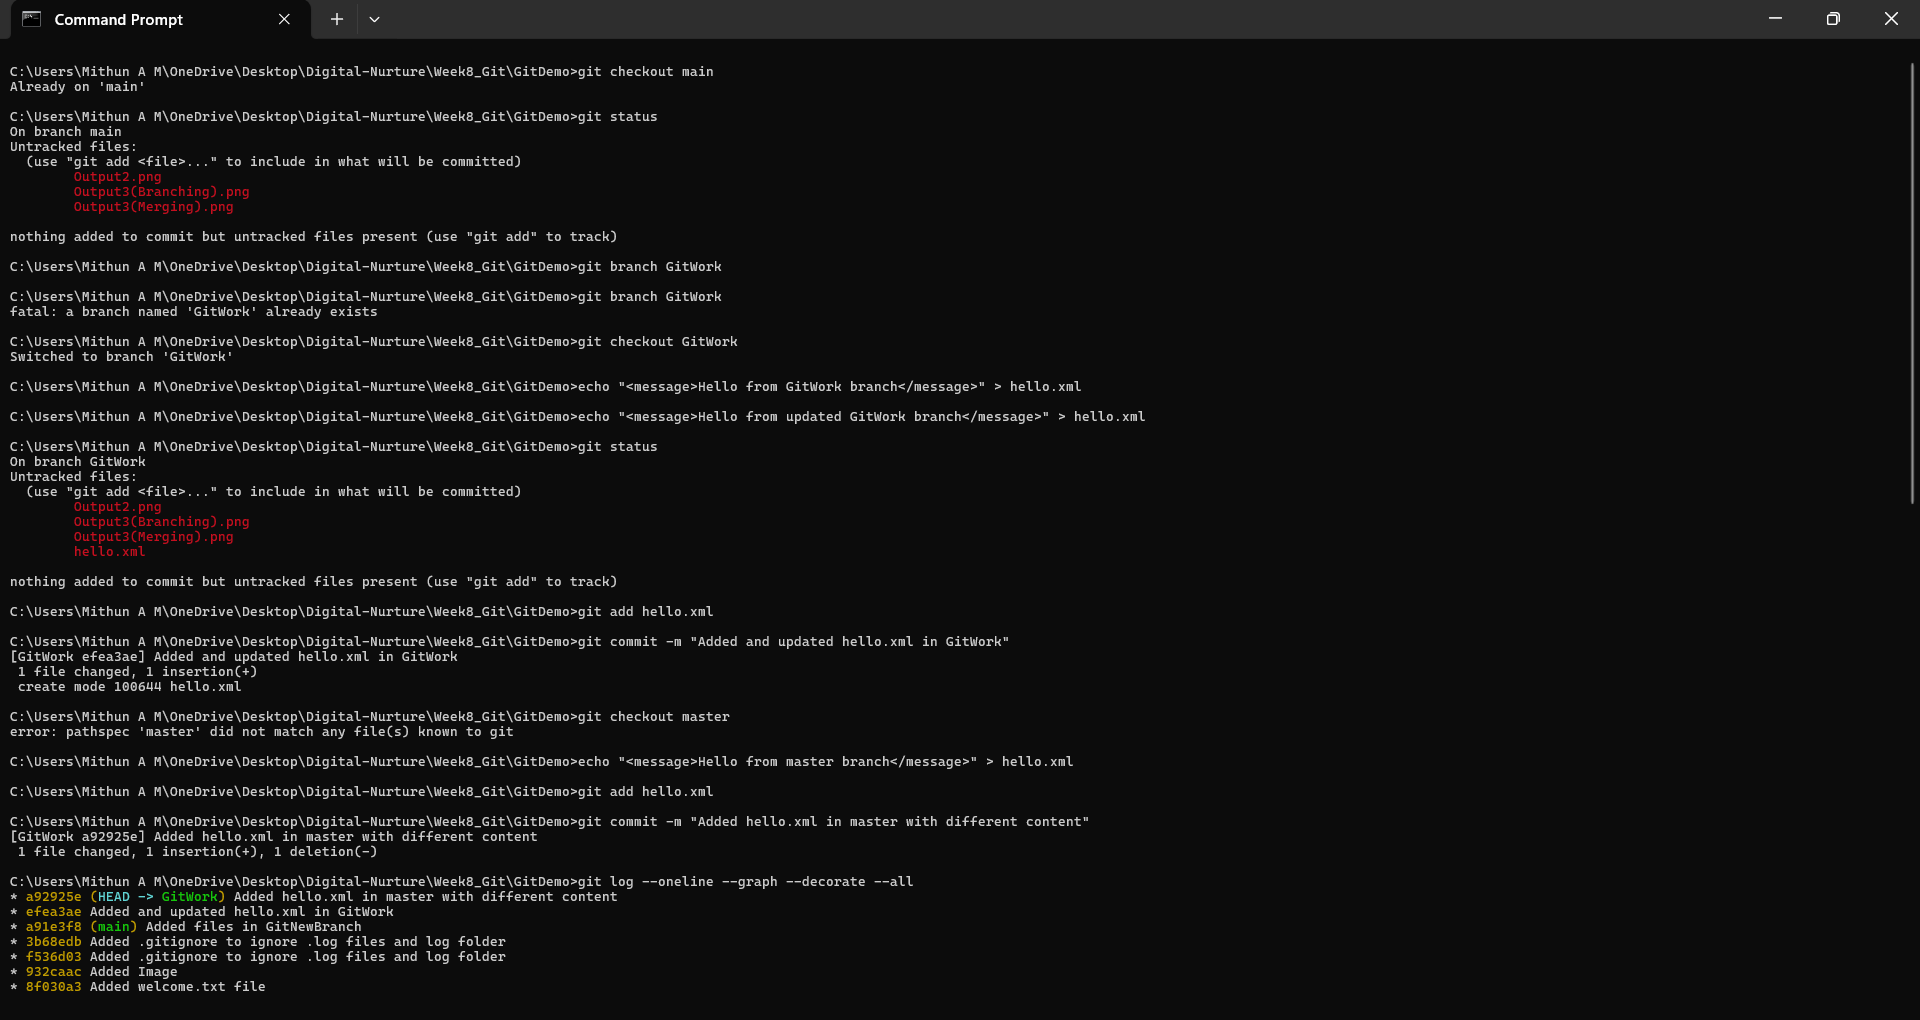 Command Prompt
C:\Users\Mithun A M\OneDrive\Desktop\Digital-Nurture\Week8_Git\GitDemo>git checkout main
Already on 'main'
C:\Users\Mithun A M\OneDrive\Desktop\Digital-Nurture\Week8_Git\GitDemo>git status
On branch main
Untracked files:
  (use "git add <file>..." to include in what will be committed)
        Output2.png
        Output3(Branching).png
        Output3(Merging).png
nothing added to commit but untracked files present (use "git add" to track)
C:\Users\Mithun A M\OneDrive\Desktop\Digital-Nurture\Week8_Git\GitDemo>git branch GitWork
C:\Users\Mithun A M\OneDrive\Desktop\Digital-Nurture\Week8_Git\GitDemo>git branch GitWork
fatal: a branch named 'GitWork' already exists
C:\Users\Mithun A M\OneDrive\Desktop\Digital-Nurture\Week8_Git\GitDemo>git checkout GitWork
Switched to branch 'GitWork'
C:\Users\Mithun A M\OneDrive\Desktop\Digital-Nurture\Week8_Git\GitDemo>echo "<message>Hello from GitWork branch</message>" > hello.xml
C:\Users\Mithun A M\OneDrive\Desktop\Digital-Nurture\Week8_Git\GitDemo>echo "<message>Hello from updated GitWork branch</message>" > hello.xml
C:\Users\Mithun A M\OneDrive\Desktop\Digital-Nurture\Week8_Git\GitDemo>git status
On branch GitWork
Untracked files:
  (use "git add <file>..." to include in what will be committed)
        Output2.png
        Output3(Branching).png
        Output3(Merging).png
        hello.xml
nothing added to commit but untracked files present (use "git add" to track)
C:\Users\Mithun A M\OneDrive\Desktop\Digital-Nurture\Week8_Git\GitDemo>git add hello.xml
C:\Users\Mithun A M\OneDrive\Desktop\Digital-Nurture\Week8_Git\GitDemo>git commit -m "Added and updated hello.xml in GitWork"
[GitWork efea3ae] Added and updated hello.xml in GitWork
 1 file changed, 1 insertion(+)
 create mode 100644 hello.xml
C:\Users\Mithun A M\OneDrive\Desktop\Digital-Nurture\Week8_Git\GitDemo>git checkout master
error: pathspec 'master' did not match any file(s) known to git
C:\Users\Mithun A M\OneDrive\Desktop\Digital-Nurture\Week8_Git\GitDemo>echo "<message>Hello from master branch</message>" > hello.xml
C:\Users\Mithun A M\OneDrive\Desktop\Digital-Nurture\Week8_Git\GitDemo>git add hello.xml
C:\Users\Mithun A M\OneDrive\Desktop\Digital-Nurture\Week8_Git\GitDemo>git commit -m "Added hello.xml in master with different content"
[GitWork a92925e] Added hello.xml in master with different content
 1 file changed, 1 insertion(+), 1 deletion(-)
C:\Users\Mithun A M\OneDrive\Desktop\Digital-Nurture\Week8_Git\GitDemo>git log --oneline --graph --decorate --all
* a92925e (HEAD -> GitWork) Added hello.xml in master with different content
* efea3ae Added and updated hello.xml in GitWork
* a91e3f8 (main) Added files in GitNewBranch
* 3b68edb Added .gitignore to ignore .log files and log folder
* f536d03 Added .gitignore to ignore .log files and log folder
* 932caac Added Image
* 8f030a3 Added welcome.txt file